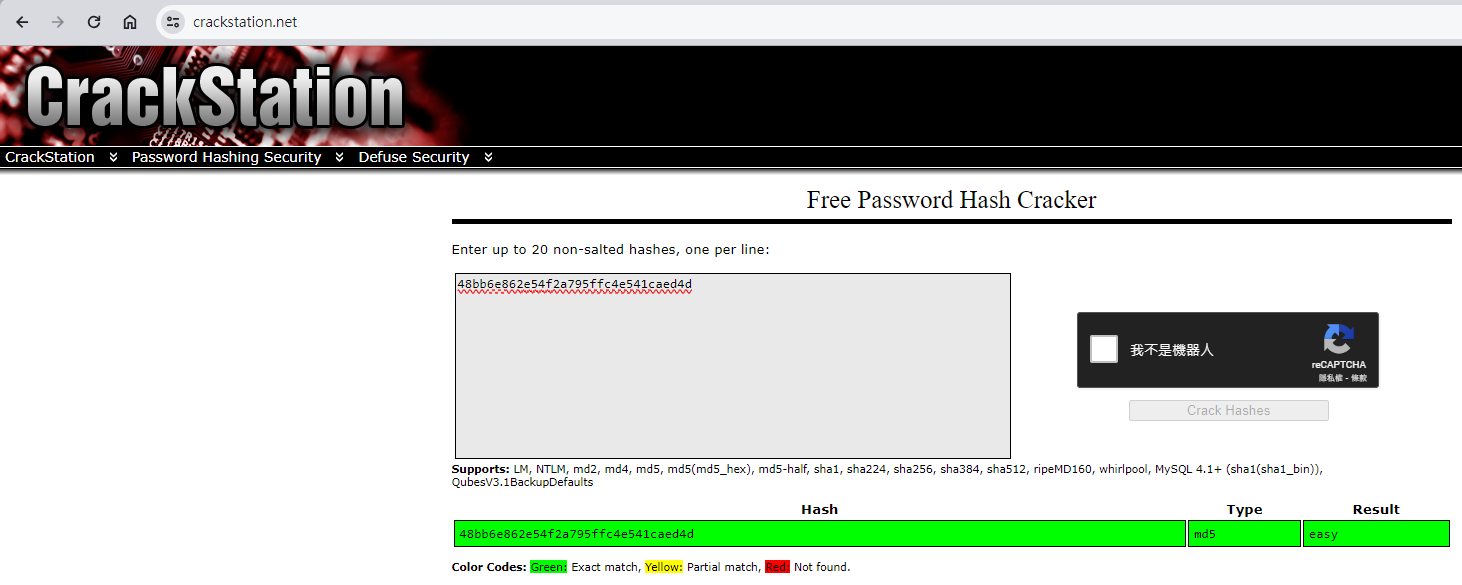 crackstation.net
CrackStation
CrackStation Password Hashing Security Defuse Security
Free Password Hash Cracker
Enter up to 20 non-salted hashes, one per line:
48bb6e862e54f2a795ffc4e541caed4d
我不是機器人
reCAPTCHA
隱私權 - 條款
Crack Hashes
Supports: LM, NTLM, md2, md4, md5, md5(md5_hex), md5-half, sha1, sha224, sha256, sha384, sha512, ripeMD160, whirlpool, MySQL 4.1+ (sha1(sha1_bin)),
QubesV3.1BackupDefaults
Hash Type Result
48bb6e862e54f2a795ffc4e541caed4d md5 easy
Color Codes: Green: Exact match, Yellow: Partial match, Red: Not found.